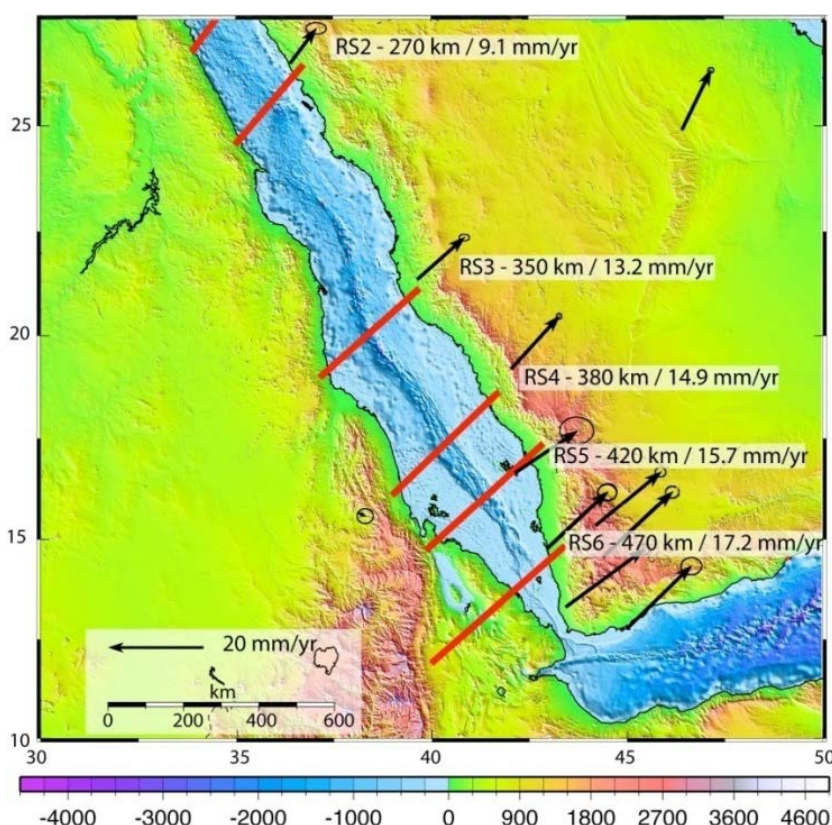 RS2 - 270 km / 9.1 mm/yr
25
RS3 - 350 km / 13.2 mm/yr
20
RS4 - 380 km / 14.9 mm/yr
RS5 - 420 km / 15.7 mm/yr
15
RS6 - 470 km / 17.2 mm/yr
20 mm/yr
km
0 200 400 600
10
30 35 40 45 50
-4000 -3000 -2000 -1000 0 900 1800 2700 3600 4600